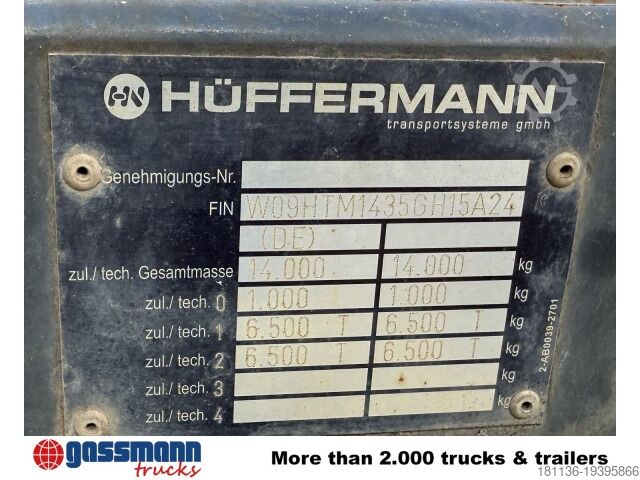 HN HÜFFERMANN
transportsysteme gmbh
Genehmigungs-Nr.
FIN W09HTM1435GH15A24
(DE)
zul./ tech. Gesamtmasse 14.000 14.000 kg
zul./ tech. 0 1.000 1.000 kg
zul./ tech. 1 6.500 T 6.500 T kg
zul./ tech. 2 6.500 T 6.500 T kg
zul./ tech. 3 kg
zul./ tech. 4 kg
2-AB0039-2701
gassmann
trucks
More than 2.000 trucks & trailers
181136-19395866